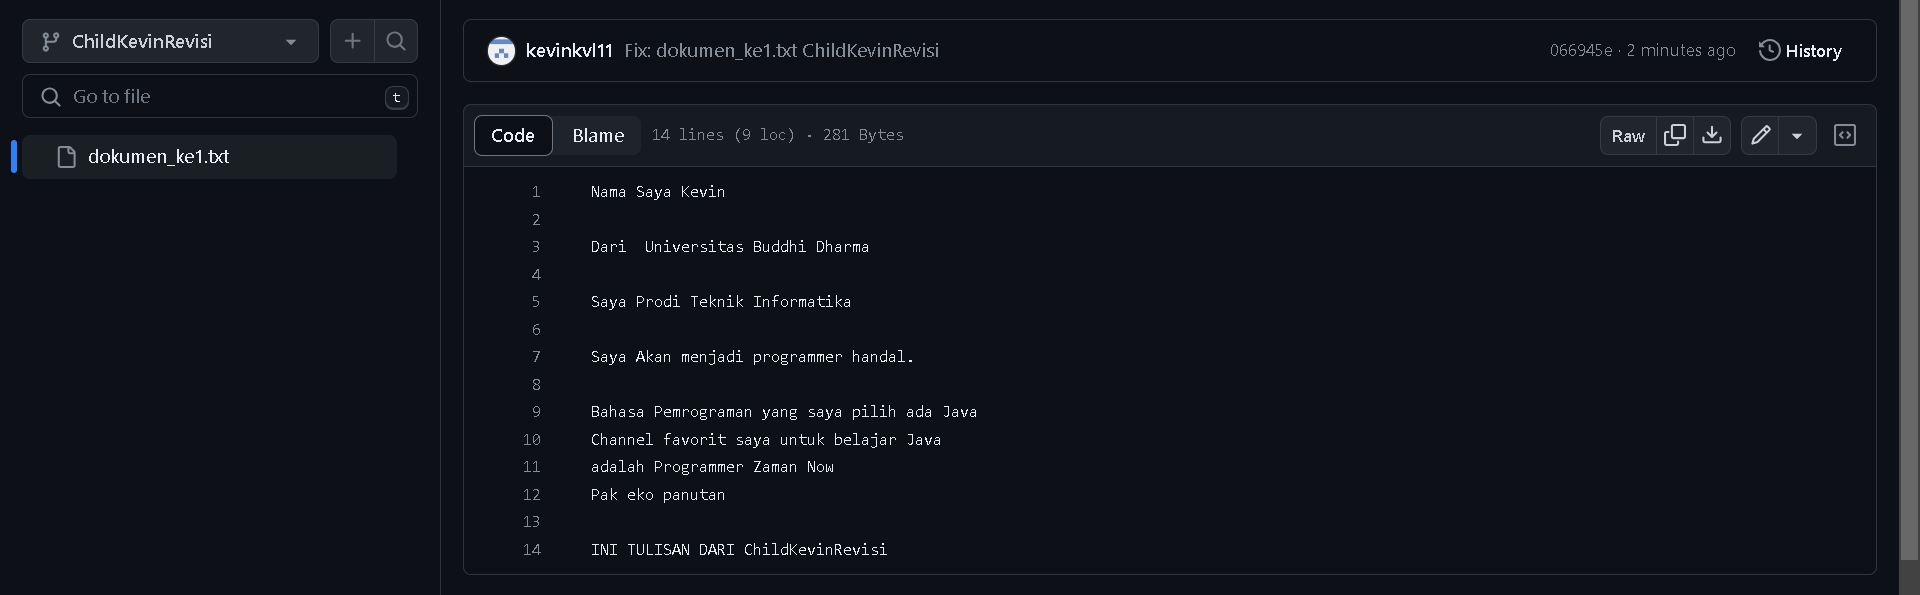 ChildKevinRevisi
Go to file
t
dokumen_ke1.txt
kevinkvl11 Fix: dokumen_ke1.txt ChildKevinRevisi
066945e · 2 minutes ago
History
Code
Blame
14 lines (9 loc) · 281 Bytes
Raw
1 Nama Saya Kevin
2
3 Dari  Universitas Buddhi Dharma
4
5 Saya Prodi Teknik Informatika
6
7 Saya Akan menjadi programmer handal.
8
9 Bahasa Pemrograman yang saya pilih ada Java
10 Channel favorit saya untuk belajar Java
11 adalah Programmer Zaman Now
12 Pak eko panutan
13
14 INI TULISAN DARI ChildKevinRevisi